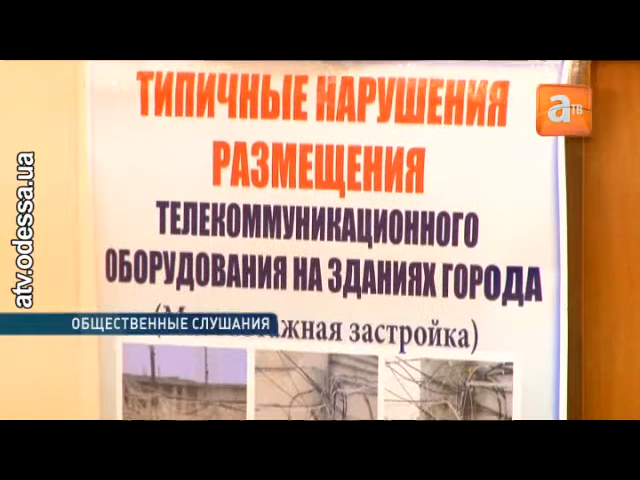 ТИПИЧНЫЕ НАРУШЕНИЯ
РАЗМЕЩЕНИЯ
ТЕЛЕКОММУНИКАЦИОННОГО
ОБОРУДОВАНИЯ НА ЗДАНИЯХ ГОРОДА
жная застройка)
ОБЩЕСТВЕННЫЕ СЛУШАНИЯ
atv.odessa.ua
а ТВ